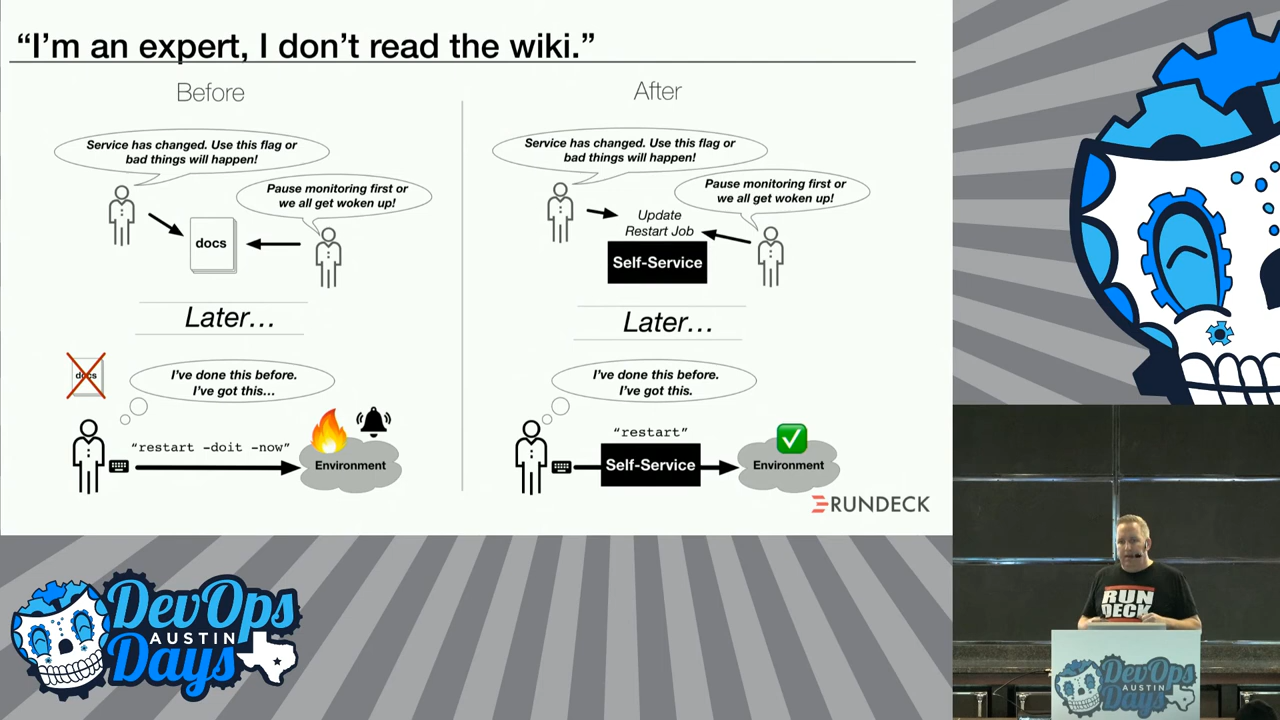 “I’m an expert, I don’t read the wiki.”
Before
Service has changed. Use this flag or
bad things will happen!
Pause monitoring first or
we all get woken up!
docs
Later…
docs
I’ve done this before.
I’ve got this…
“restart –doit –now”
Environment
After
Service has changed. Use this flag or
bad things will happen!
Pause monitoring first or
we all get woken up!
Update
Restart Job
Self-Service
Later…
I’ve done this before.
I’ve got this.
“restart”
Self-Service
Environment
RUNDECK
DevOps
AUSTIN
Days
RUN
DECK
DevOps
AUSTIN
Days